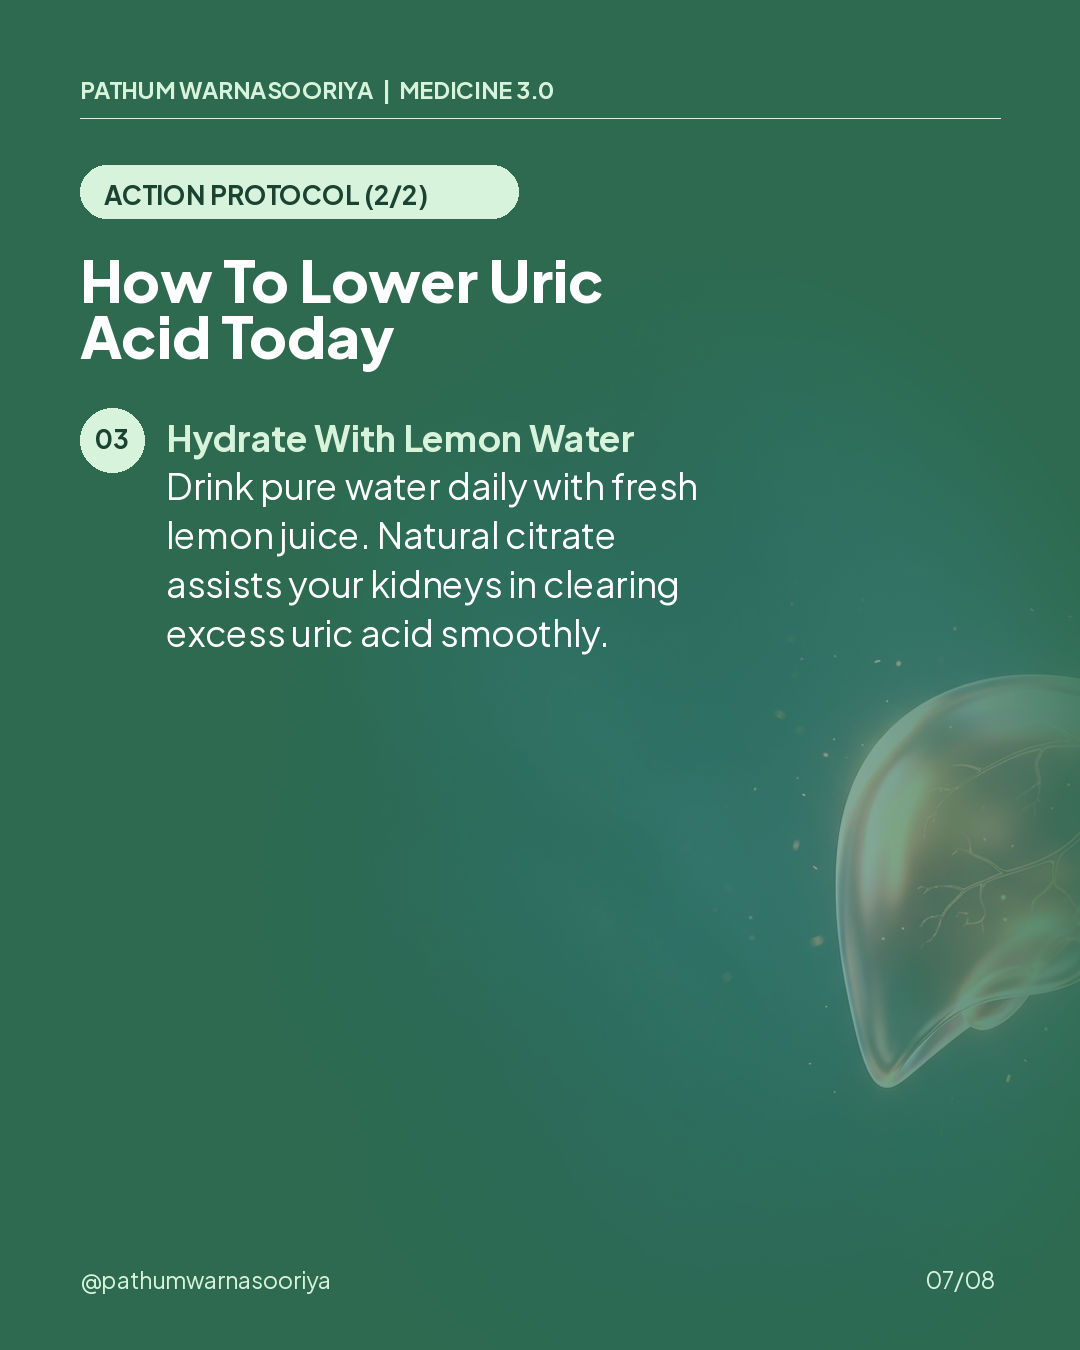 PATHUM WARNASOORIYA | MEDICINE 3.0
ACTION PROTOCOL (2/2)
How To Lower Uric
Acid Today
03
Hydrate With Lemon Water
Drink pure water daily with fresh
lemon juice. Natural citrate
assists your kidneys in clearing
excess uric acid smoothly.
@pathumwarnasooriya
07/08